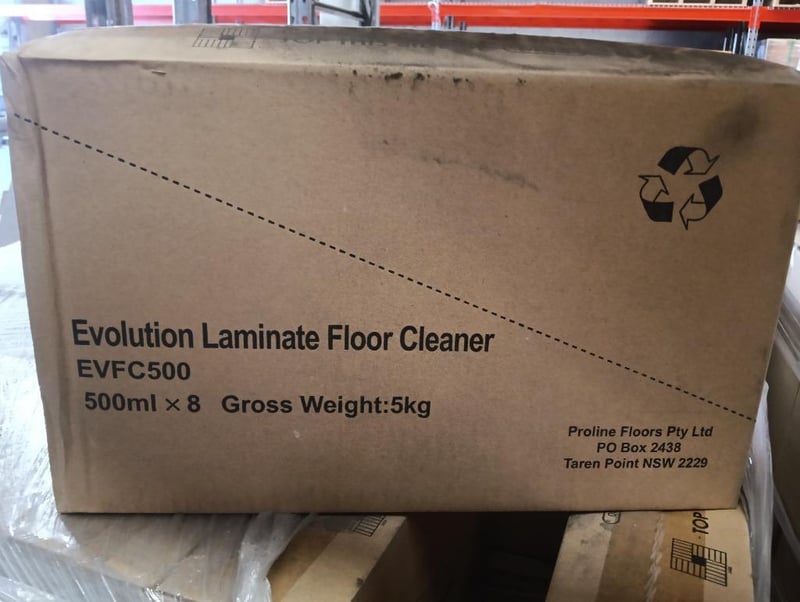 Evolution Laminate Floor Cleaner
EVFC500
500ml × 8 Gross Weight:5kg
Proline Floors Pty Ltd
PO Box 2438
Taren Point NSW 2229
TOP